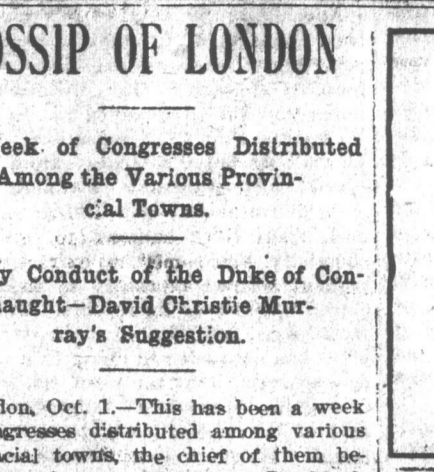 OSSIP OF LONDON
eek of Congresses Distributed
Among the Various Provin-
cial Towns.
y Conduct of the Duke of Con-
naught—David Christie Mur-
ray's Suggestion.
don, Oct. 1.—This has been a week
ngresses distributed among various
ncial towns, the chief of them be-